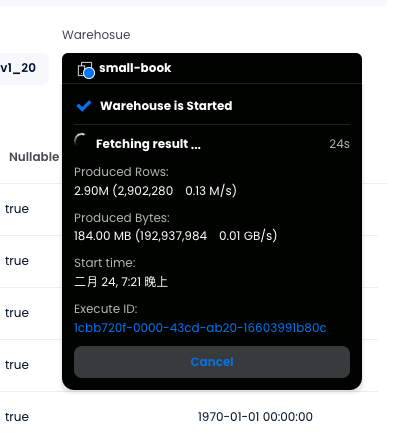 Warehosue
v1_20
small-book
Warehouse is Started
Fetching result ... 24s
Nullable
Produced Rows:
2.90M (2,902,280 0.13 M/s)
true
Produced Bytes:
184.00 MB (192,937,984 0.01 GB/s)
true
Start time:
二月 24, 7:21 晚上
true
Execute ID:
1cbb720f-0000-43cd-ab20-16603991b80c
true
Cancel
true 1970-01-01 00:00:00